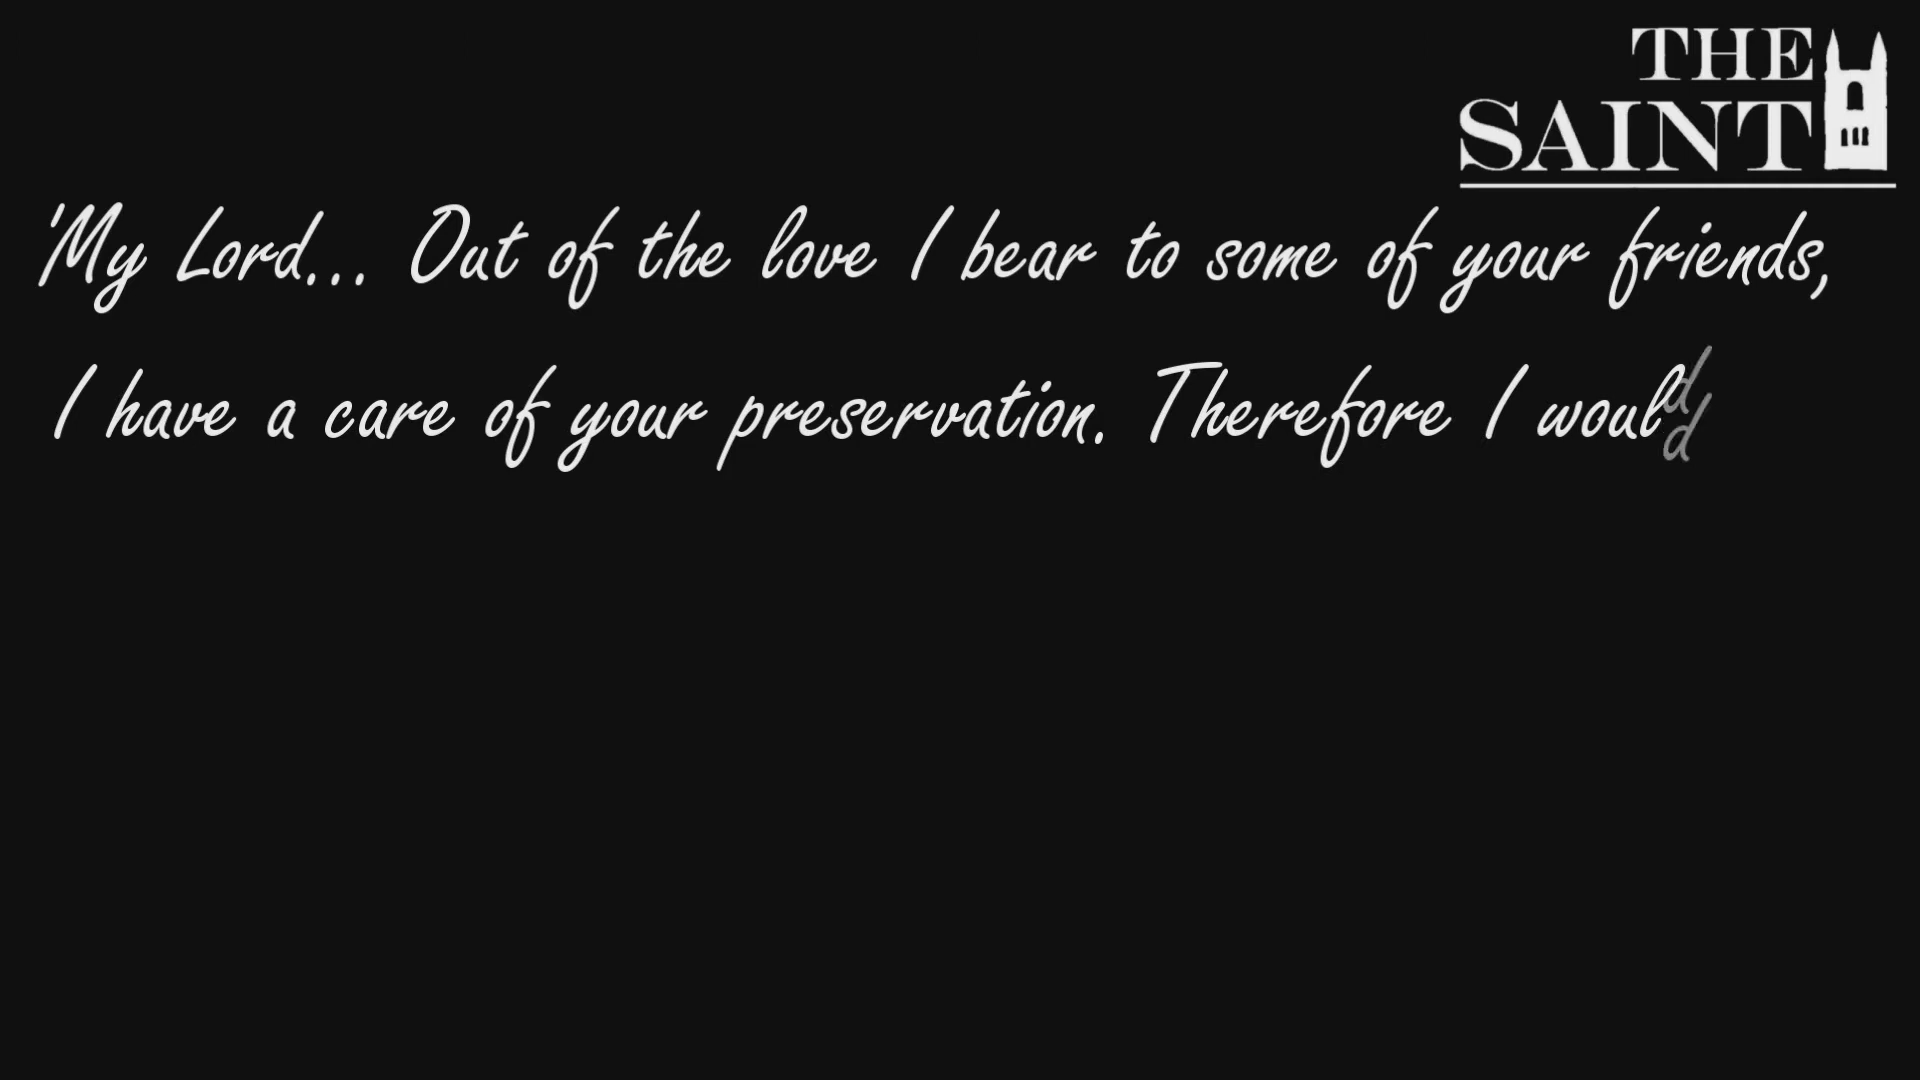 THE
SAINT
'My Lord... Out of the love I bear to some of your friends,
I have a care of your preservation. Therefore I would